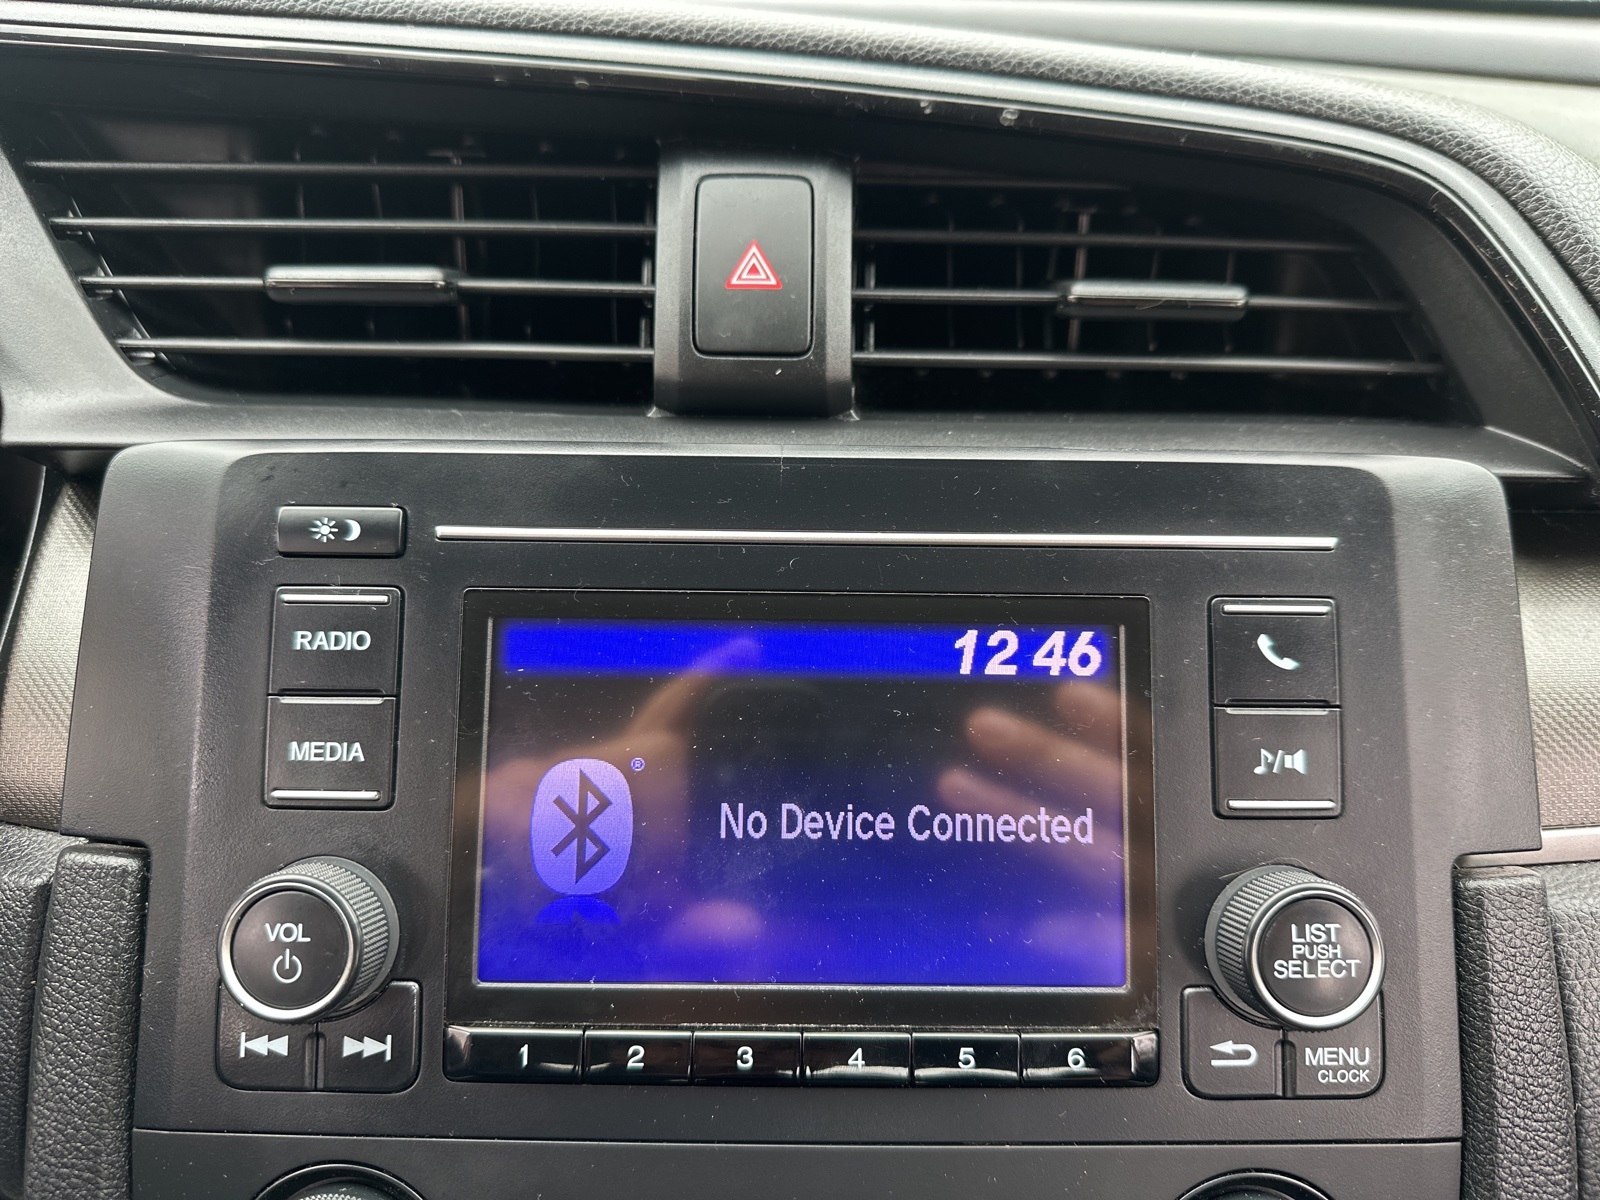 RADIO
MEDIA
VOL
12 46
®
No Device Connected
1 2 3 4 5 6
LIST
PUSH
SELECT
MENU
CLOCK